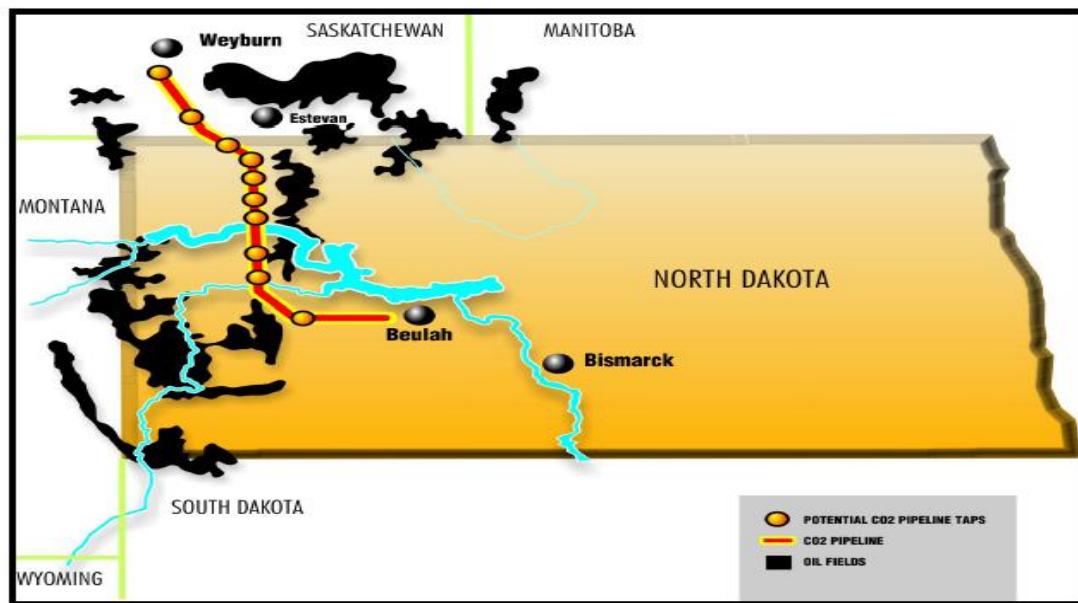 SASKATCHEWAN
MANITOBA
Weyburn
Estevan
MONTANA
NORTH DAKOTA
Beulah
Bismarck
SOUTH DAKOTA
WYOMING
POTENTIAL CO2 PIPELINE TAPS
CO2 PIPELINE
OIL FIELDS